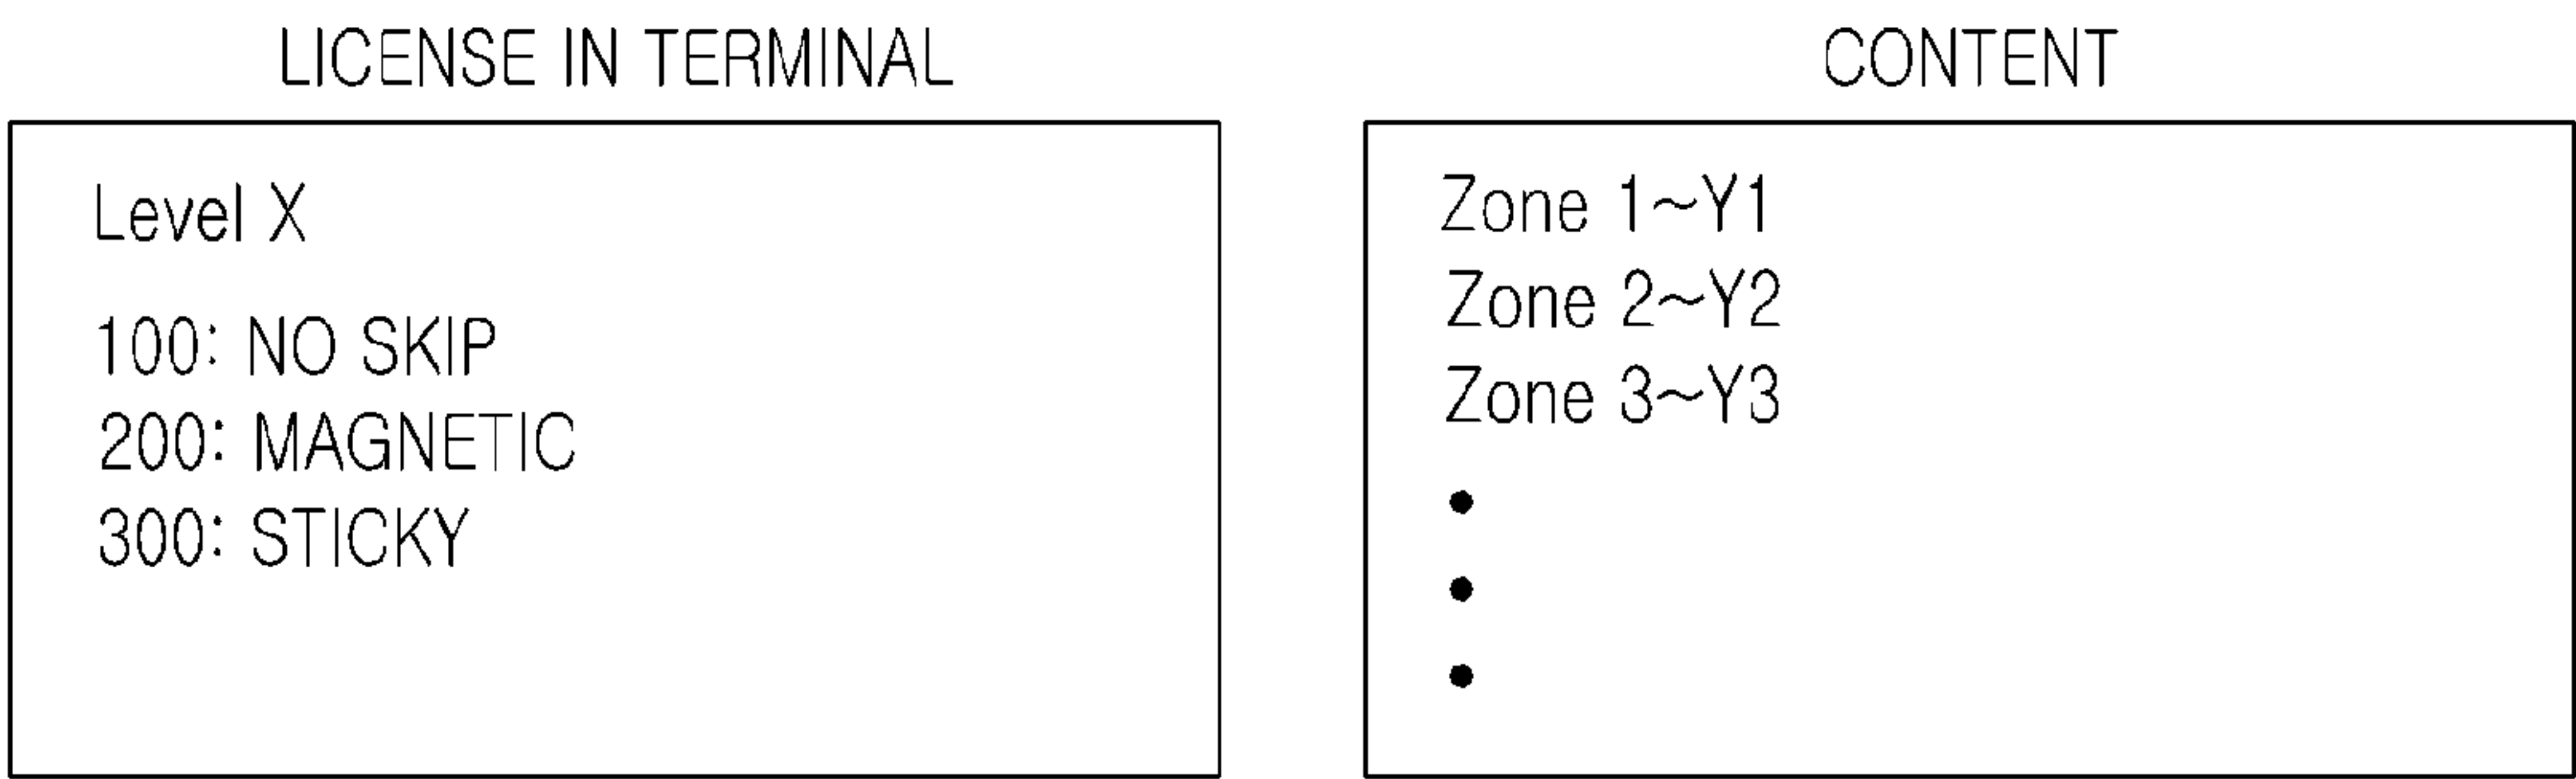 LICENSE IN TERMINAL
Level X
100: NO SKIP
200: MAGNETIC
300: STICKY
CONTENT
Zone 1~Y1
Zone 2~Y2
Zone 3~Y3